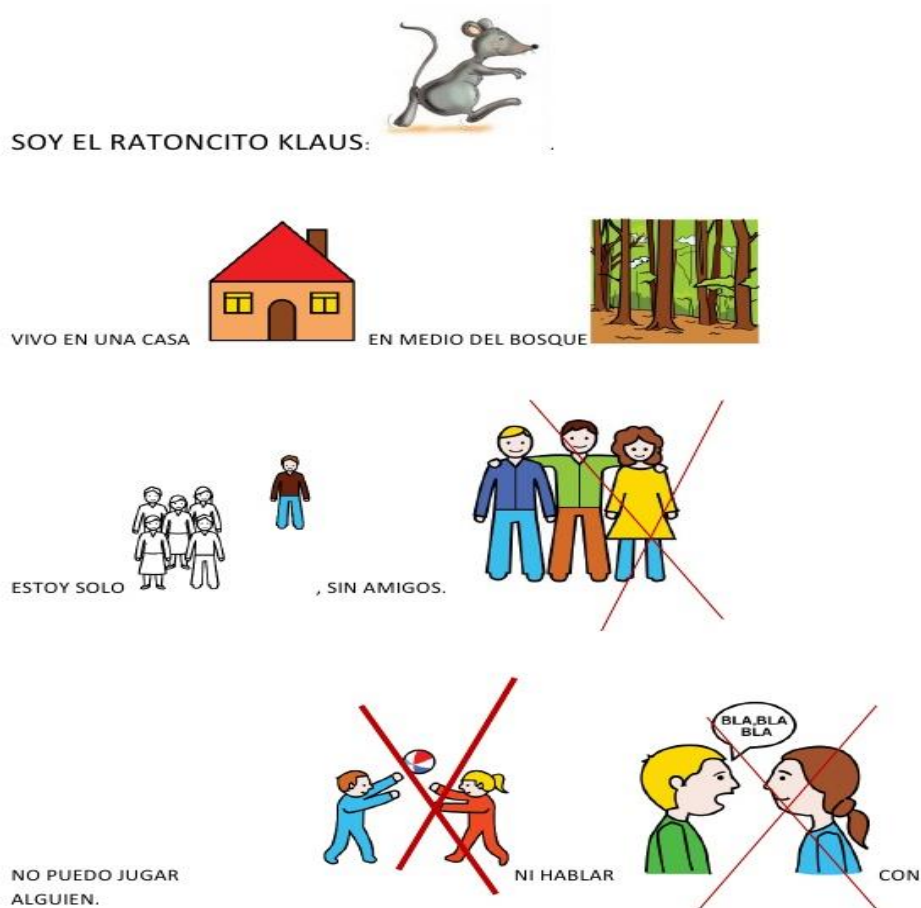 SOY EL RATONCITO KLAUS: .
VIVO EN UNA CASA EN MEDIO DEL BOSQUE
ESTOY SOLO , SIN AMIGOS.
BLA,BLA
BLA
NO PUEDO JUGAR NI HABLAR CON
ALGUIEN.